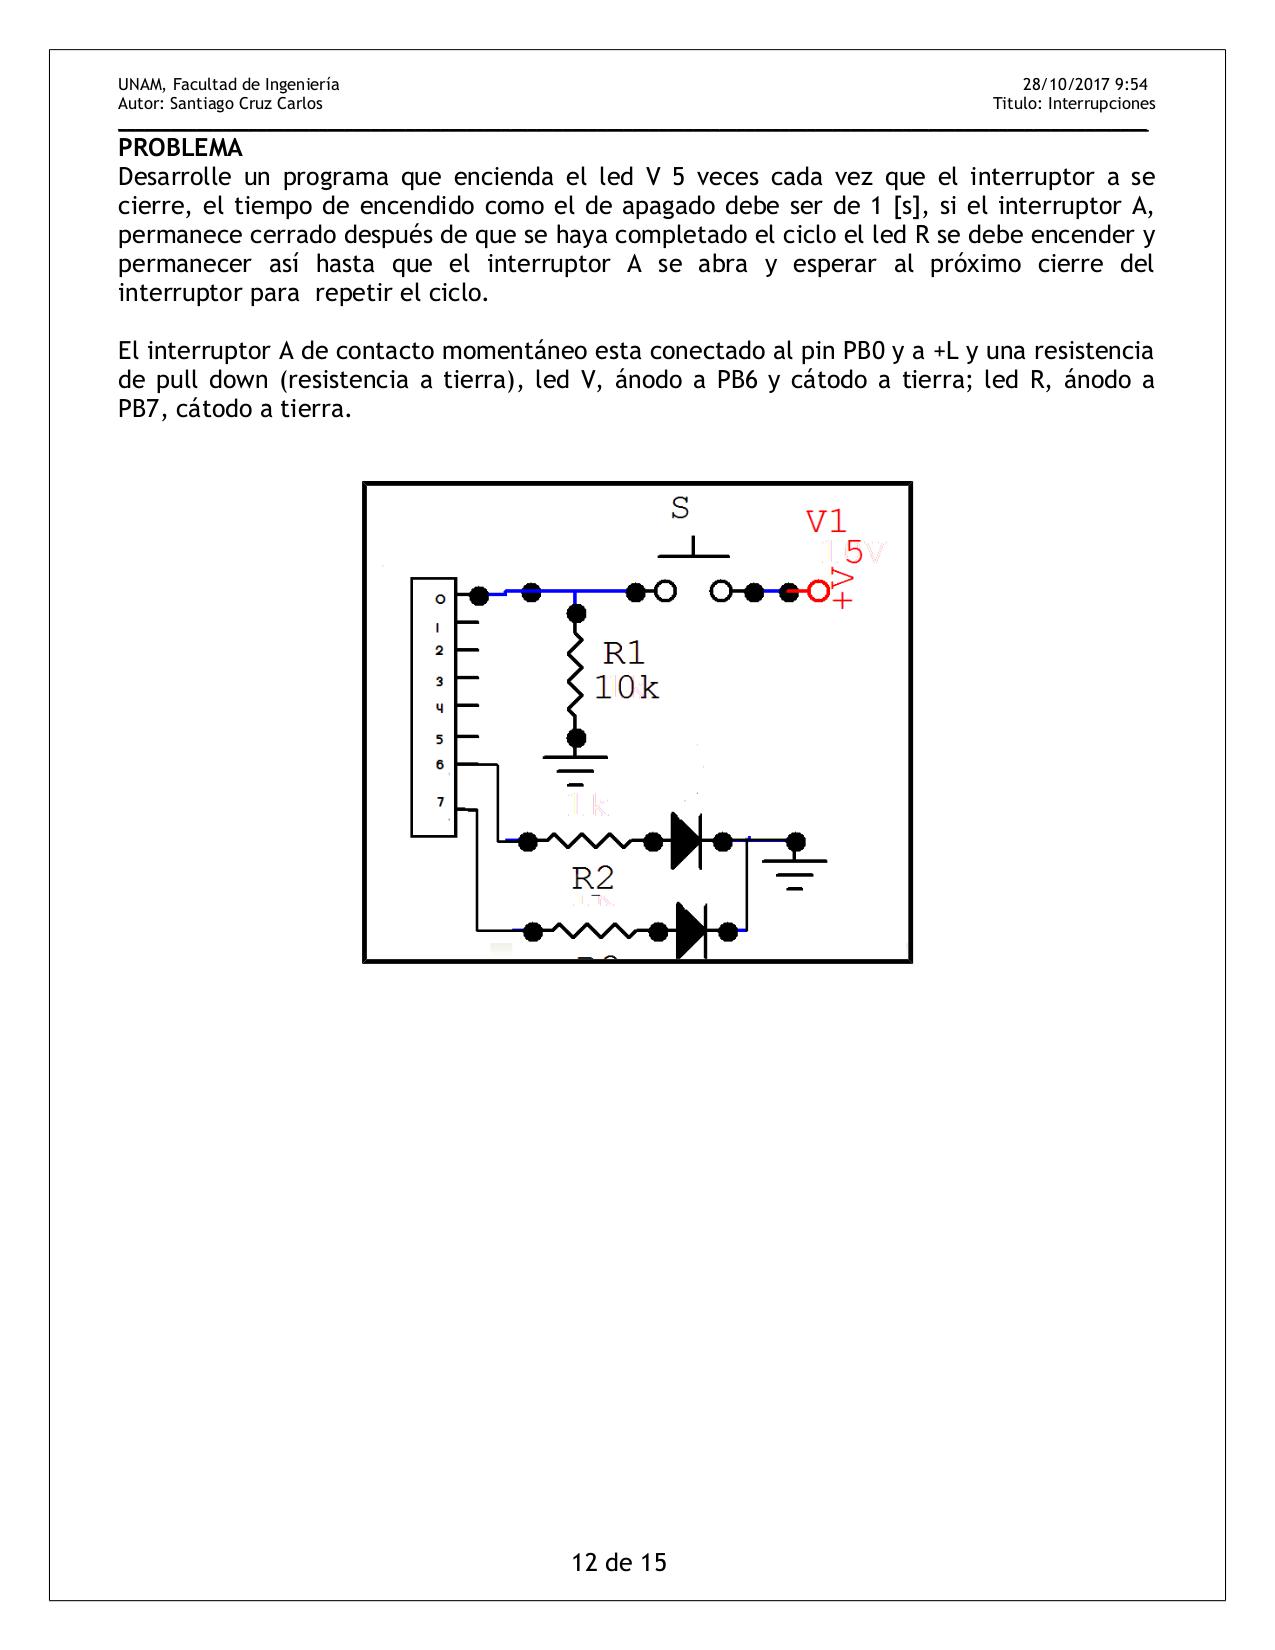 UNAM, Facultad de Ingeniería 28/10/2017 9:54
Autor: Santiago Cruz Carlos Titulo: Interrupciones
PROBLEMA
Desarrolle un programa que encienda el led V 5 veces cada vez que el interruptor a se
cierre, el tiempo de encendido como el de apagado debe ser de 1 [s], si el interruptor A,
permanece cerrado después de que se haya completado el ciclo el led R se debe encender y
permanecer así hasta que el interruptor A se abra y esperar al próximo cierre del
interruptor para repetir el ciclo.
El interruptor A de contacto momentáneo esta conectado al pin PB0 y a +L y una resistencia
de pull down (resistencia a tierra), led V, ánodo a PB6 y cátodo a tierra; led R, ánodo a
PB7, cátodo a tierra.
S
V1
5V
+V
0
1
2
3
4
5
6
7
R1
10k
1k
R2
12 de 15